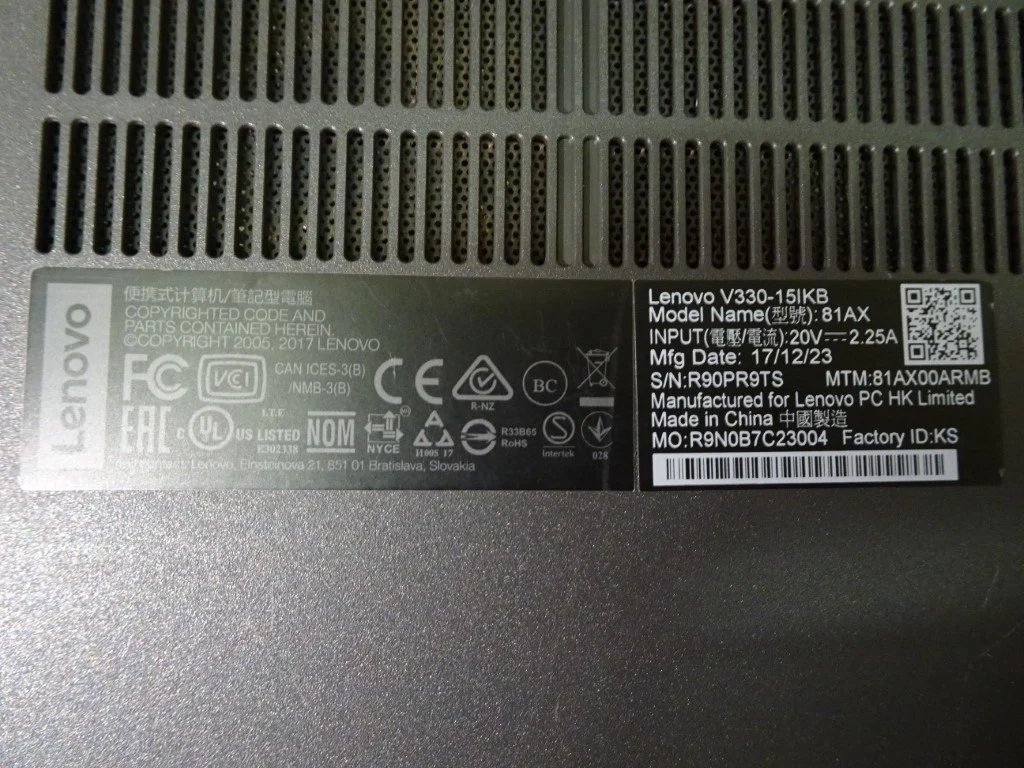 Lenovo
便携式计算机/筆記型電腦
COPYRIGHTED CODE AND
PARTS CONTAINED HEREIN.
©COPYRIGHT 2005, 2017 LENOVO
FC
VCI
CAN ICES-3(B)
/NMB-3(B)
CE
R-NZ
BC
EAC
UL
I.T.E
US LISTED
E302338
NOM
NYCE
И005 17
R33B65
RoHS
S
Intertek
028
Lenovo, Einsteinova 21, 851 01 Bratislava, Slovakia
Lenovo V330-15IKB
Model Name(型號): 81AX
INPUT(電壓/電流):20V⎓2.25A
Mfg Date: 17/12/23
S/N:R90PR9TS MTM:81AX00ARMB
Manufactured for Lenovo PC HK Limited
Made in China 中國製造
MO:R9N0B7C23004 Factory ID:KS